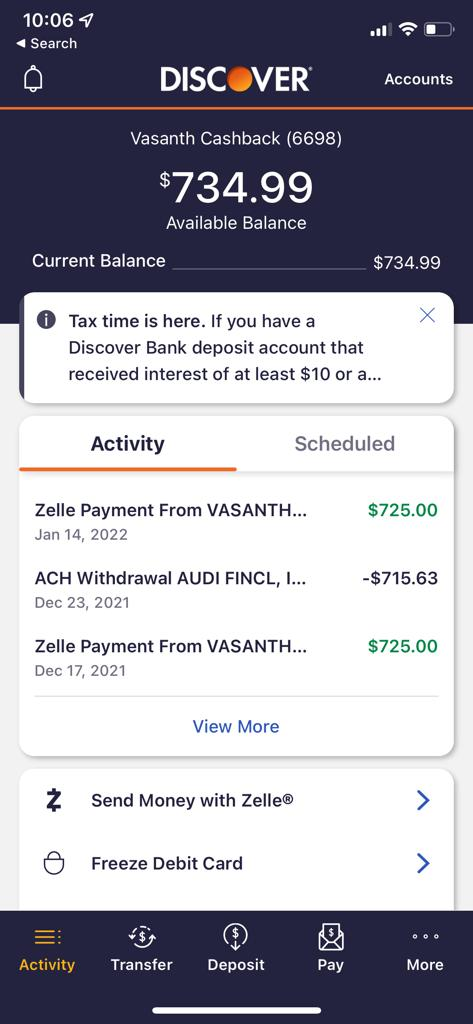 10:06
◀ Search
DISCOVER®
Accounts
Vasanth Cashback (6698)
$734.99
Available Balance
Current Balance $734.99
Tax time is here. If you have a
Discover Bank deposit account that
received interest of at least $10 or a...
Activity Scheduled
Zelle Payment From VASANTH... $725.00
Jan 14, 2022
ACH Withdrawal AUDI FINCL, I... -$715.63
Dec 23, 2021
Zelle Payment From VASANTH... $725.00
Dec 17, 2021
View More
Send Money with Zelle®
Freeze Debit Card
Activity Transfer Deposit Pay More